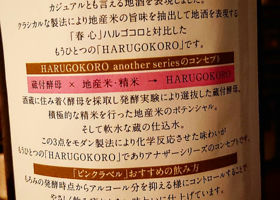 カジュアルとも言える地酒を表現しました。
クラシカルな製法により地産米の旨味を抽出して地酒を表現する
「春 心」ハルゴコロと対比した
もうひとつの『HARUGOKORO』です。
HARUGOKORO another seriesのコンセプト
蔵付酵母 × 地産米・精米 → HARUGOKORO
酒蔵に住み着く酵母を採取し発酵実験により選抜した蔵付酵母。
積極的な精米を行った地産米のポテンシャル。
そして軟水な蔵の仕込水。
この3点をモダン製法により化学反応させた味わいが
もうひとつの『HARUGOKORO』でありアナザーシリーズのコンセプトです。
『ピンクラベル』おすすめの飲み方
もろみの発酵時点からアルコール分を抑える様にコントロールすることで